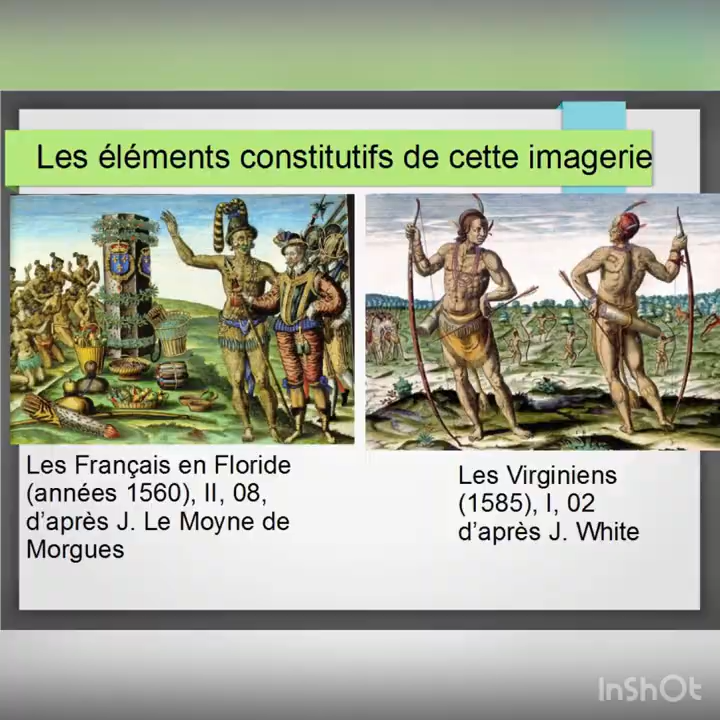 Les éléments constitutifs de cette imagerie
Les Français en Floride
(années 1560), II, 08,
d'après J. Le Moyne de
Morgues
Les Virginiens
(1585), I, 02
d'après J. White
InShOt